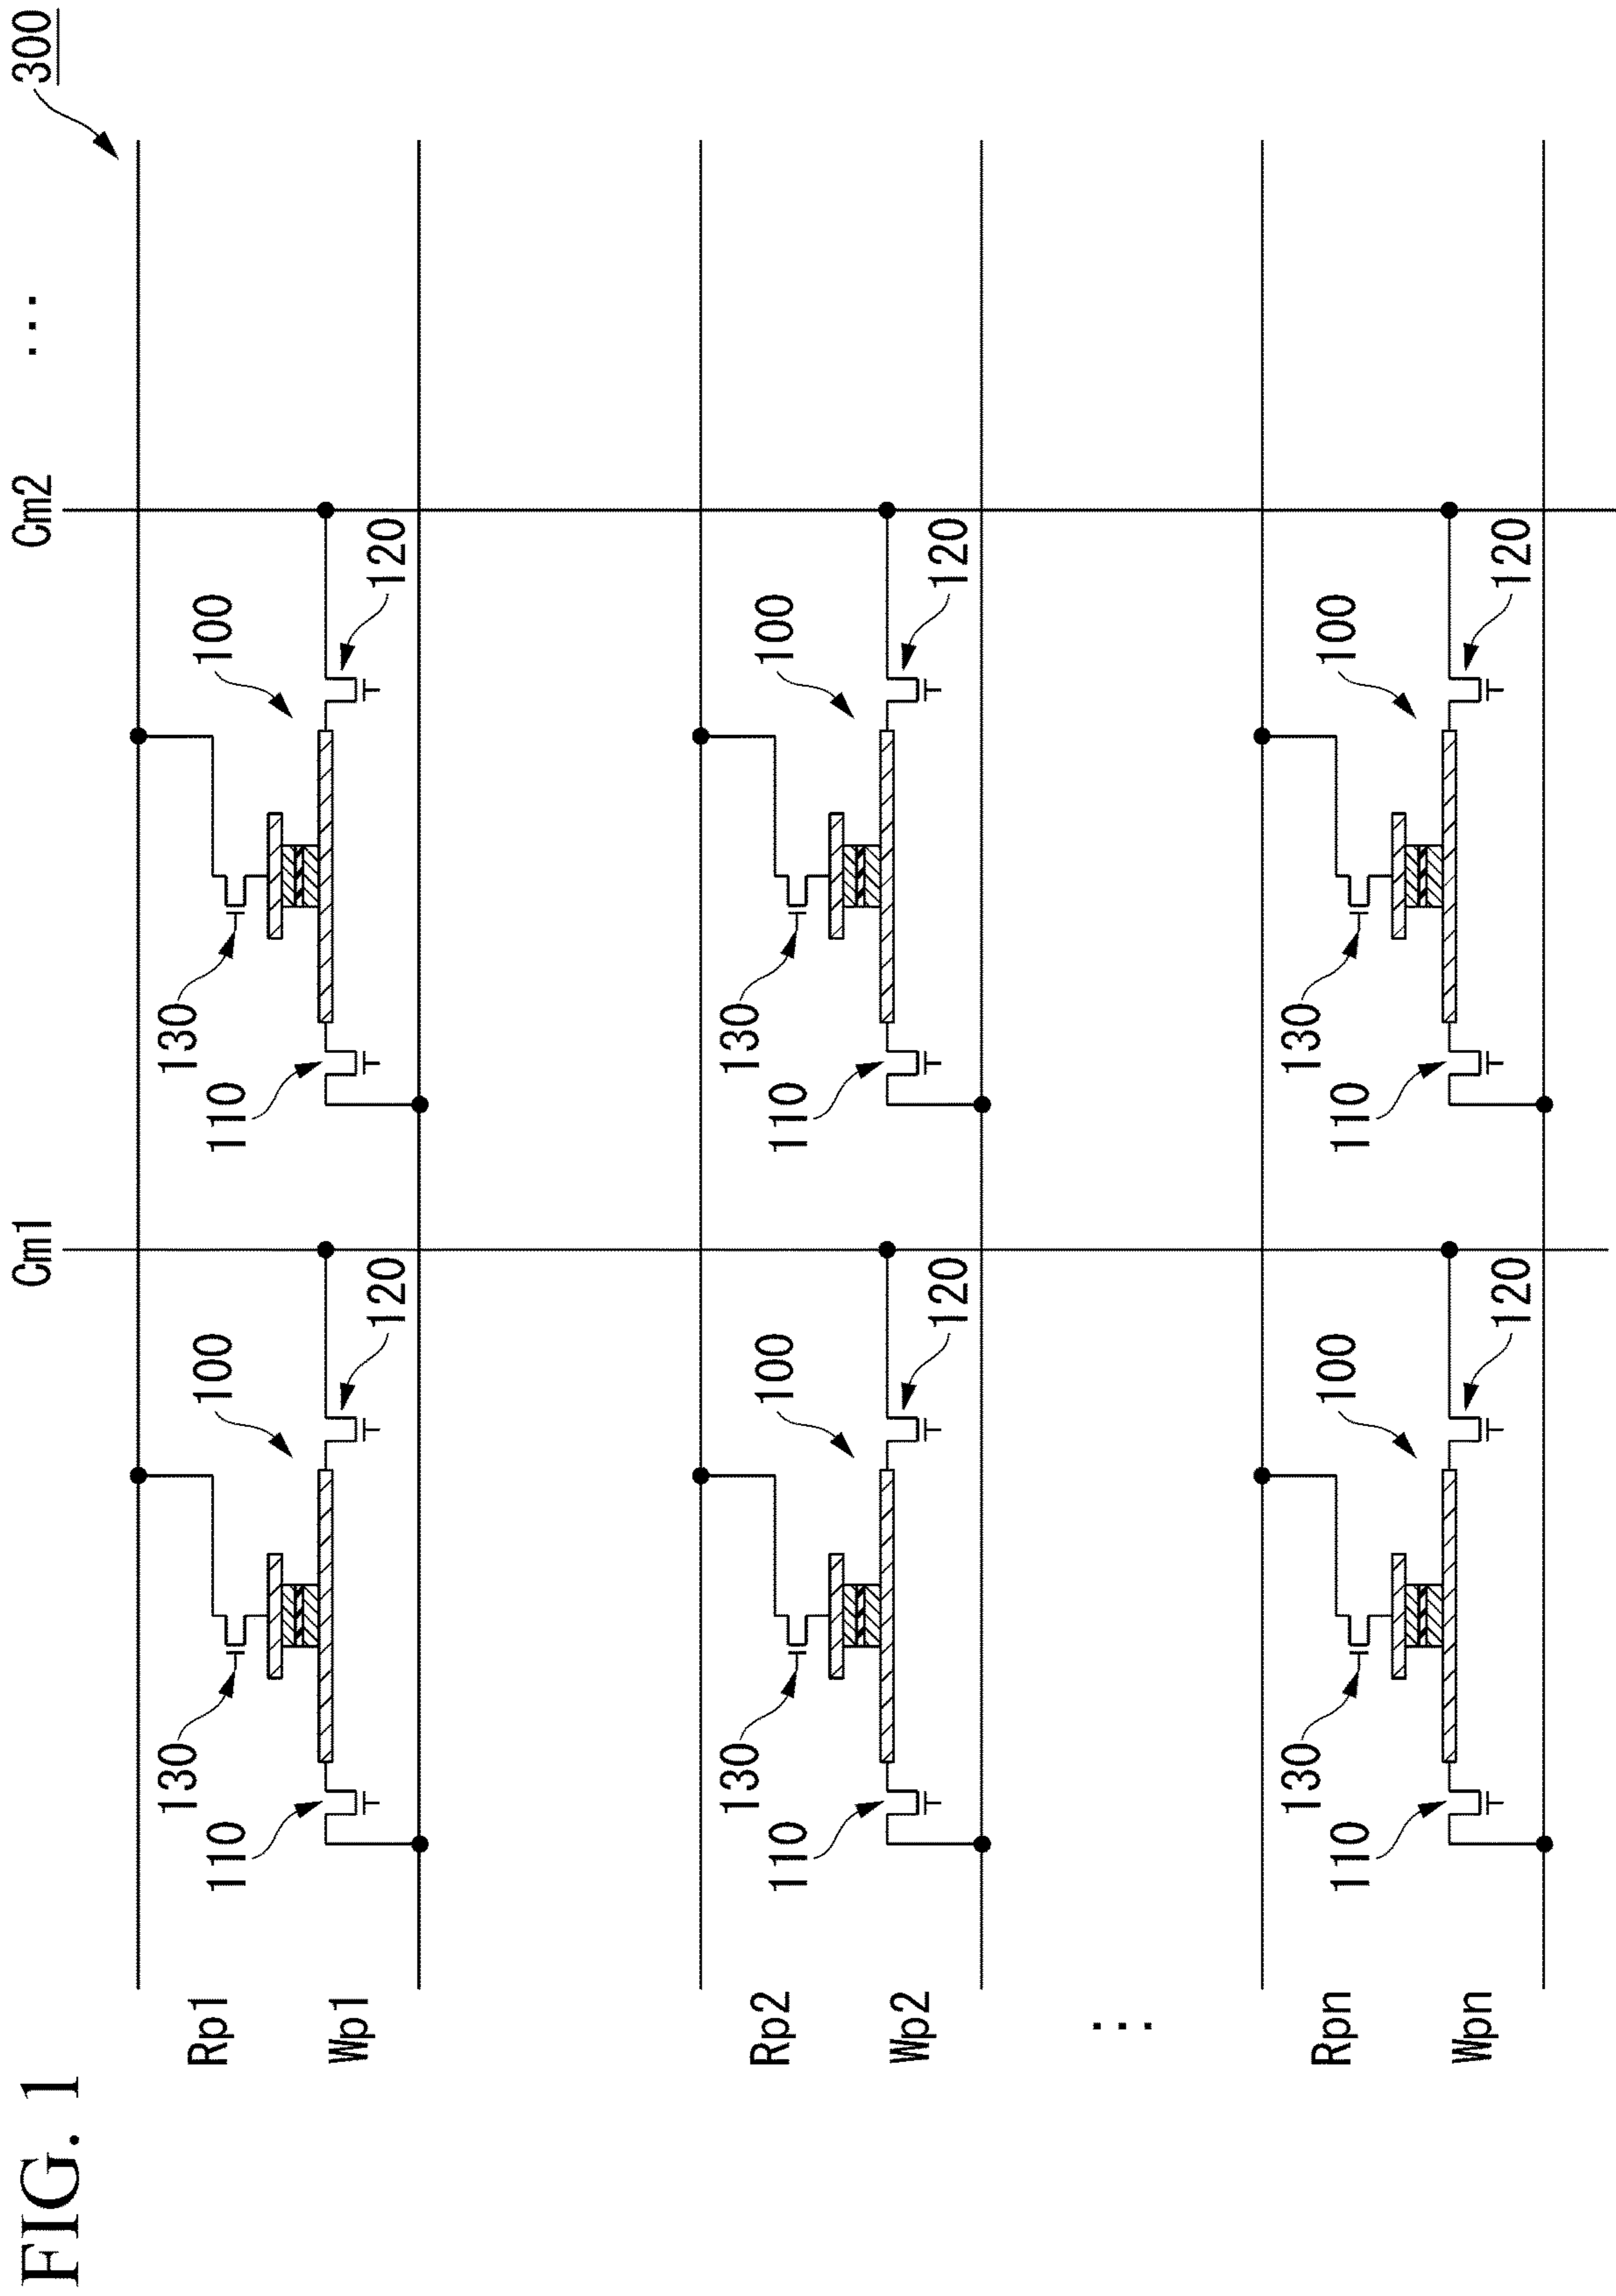 FIG. 1
Cm1 Cm2 ... 300
130 130
Rp1 110 100 110 100
Wp1 120 120
130 130
Rp2 110 100 110 100
Wp2 120 120
...
130 130
Rpn 110 100 110 100
Wpn 120 120